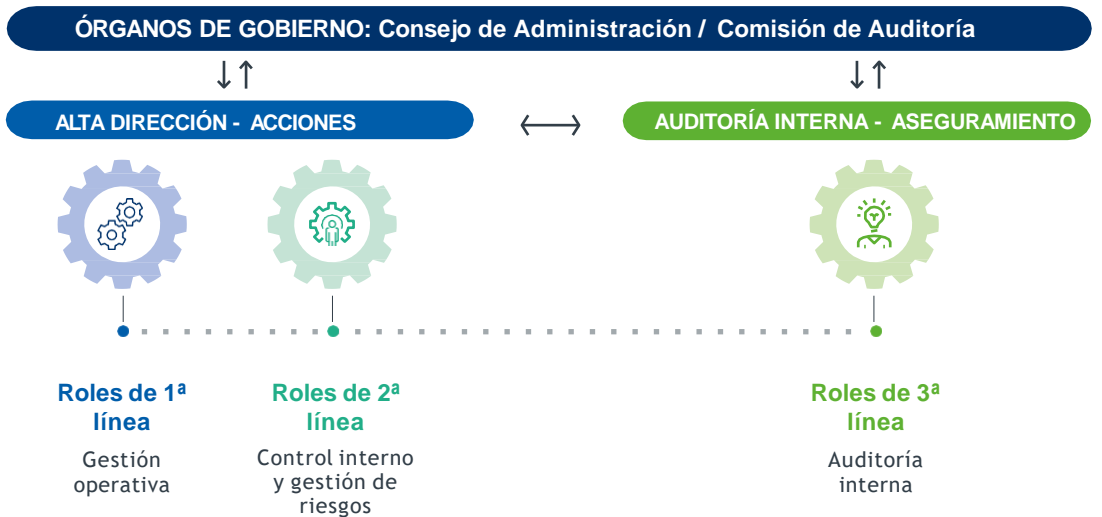 ÓRGANOS DE GOBIERNO: Consejo de Administración / Comisión de Auditoría
ALTA DIRECCIÓN - ACCIONES
AUDITORÍA INTERNA - ASEGURAMIENTO
Roles de 1ª
línea
Gestión
operativa
Roles de 2ª
línea
Control interno
y gestión de
riesgos
Roles de 3ª
línea
Auditoría
interna